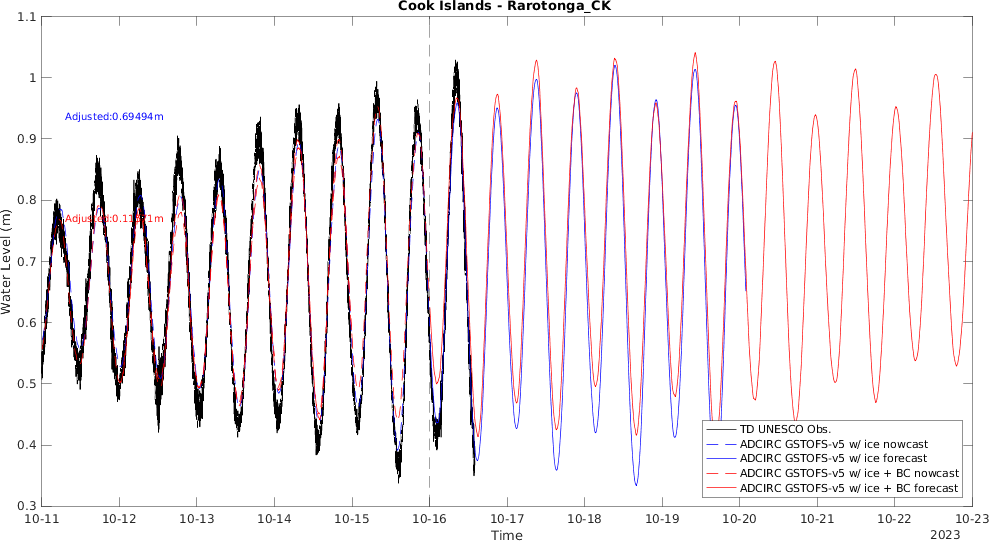 Cook Islands - Rarotonga_CK
1.1
1
0.9
0.8
0.7
0.6
0.5
0.4
0.3
Water Level (m)
Adjusted:0.69494m
TD UNESCO Obs.
ADCIRC GSTOFS-v5 w/ ice nowcast
ADCIRC GSTOFS-v5 w/ ice forecast
ADCIRC GSTOFS-v5 w/ ice + BC nowcast
ADCIRC GSTOFS-v5 w/ ice + BC forecast
10-11 10-12 10-13 10-14 10-15 10-16 10-17 10-18 10-19 10-20 10-21 10-22 10-23
Time
2023